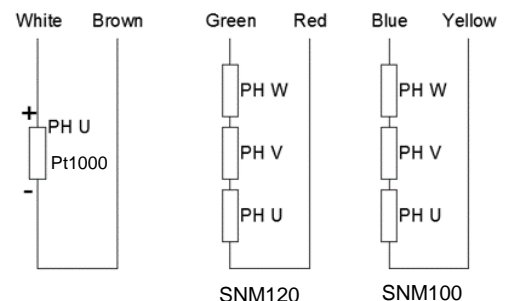 White Brown Green Red Blue Yellow
+
PH U
Pt1000
-
PH W
PH V
PH U
PH W
PH V
PH U
SNM120
SNM100